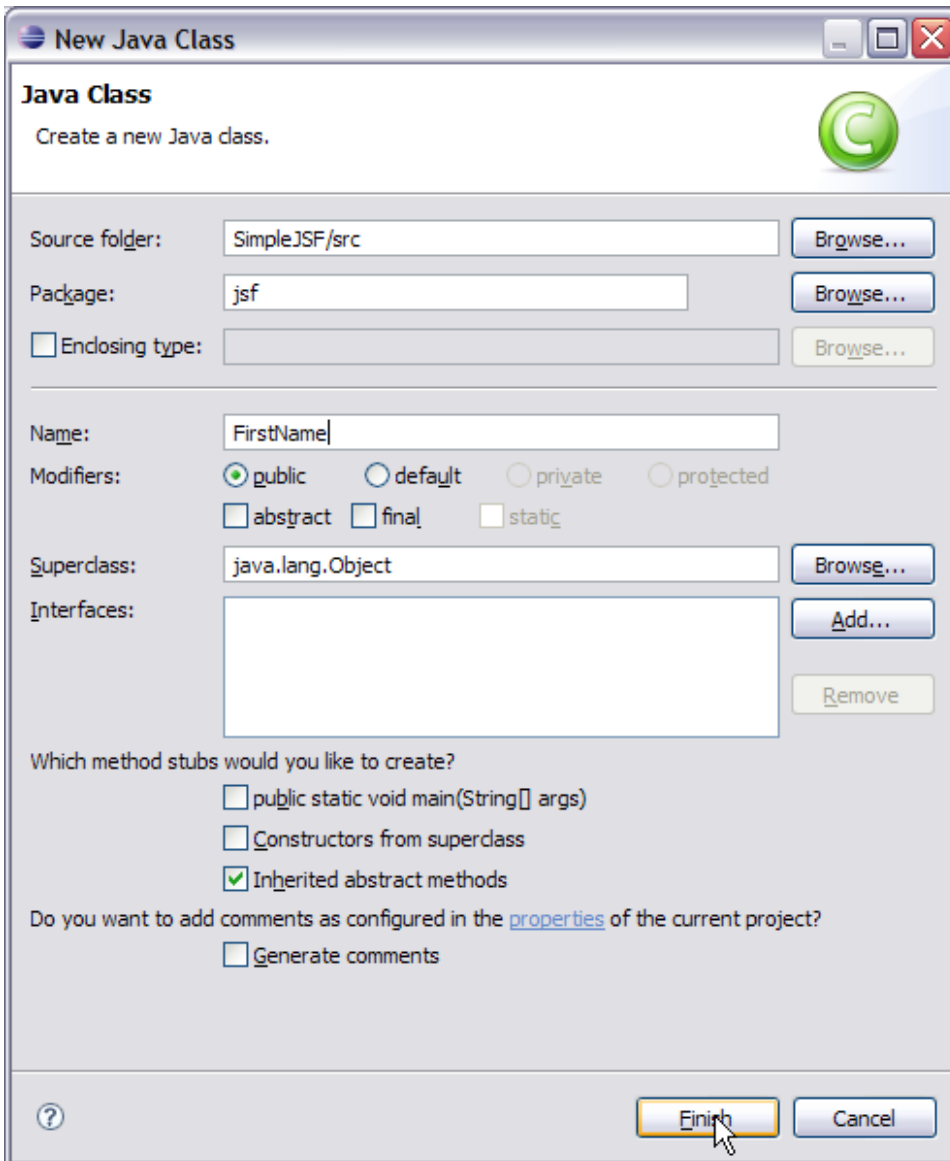 New Java Class
Java Class
Create a new Java class.
C
Source folder: SimpleJSF/src Browse...
Package: jsf Browse...
Enclosing type: Browse...
Name: FirstName
Modifiers: public default private protected
abstract final static
Superclass: java.lang.Object Browse...
Interfaces: Add...
Remove
Which method stubs would you like to create?
public static void main(String[] args)
Constructors from superclass
Inherited abstract methods
Do you want to add comments as configured in the properties of the current project?
Generate comments
? Finish Cancel